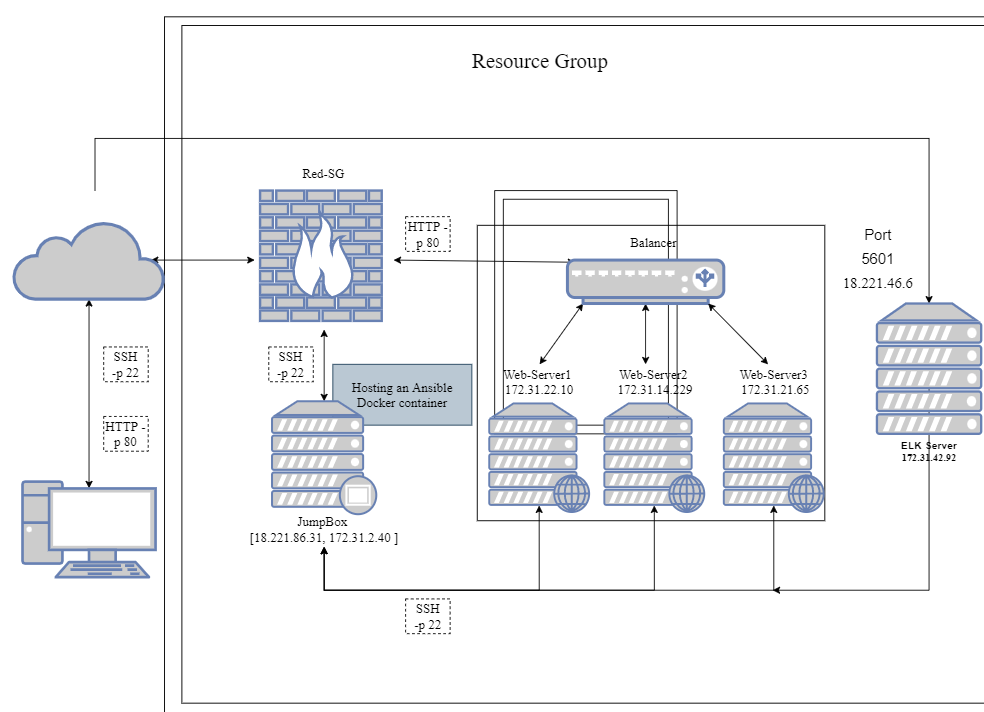 Resource Group
Red-SG
HTTP -
p 80
Balancer
Port
5601
18.221.46.6
SSH
-p 22
SSH
-p 22
Hosting an Ansible
Docker container
Web-Server1
172.31.22.10
Web-Server2
172.31.14.229
Web-Server3
172.31.21.65
HTTP -
p 80
ELK Server
172.31.42.92
JumpBox
[18.221.86.31, 172.31.2.40 ]
SSH
-p 22